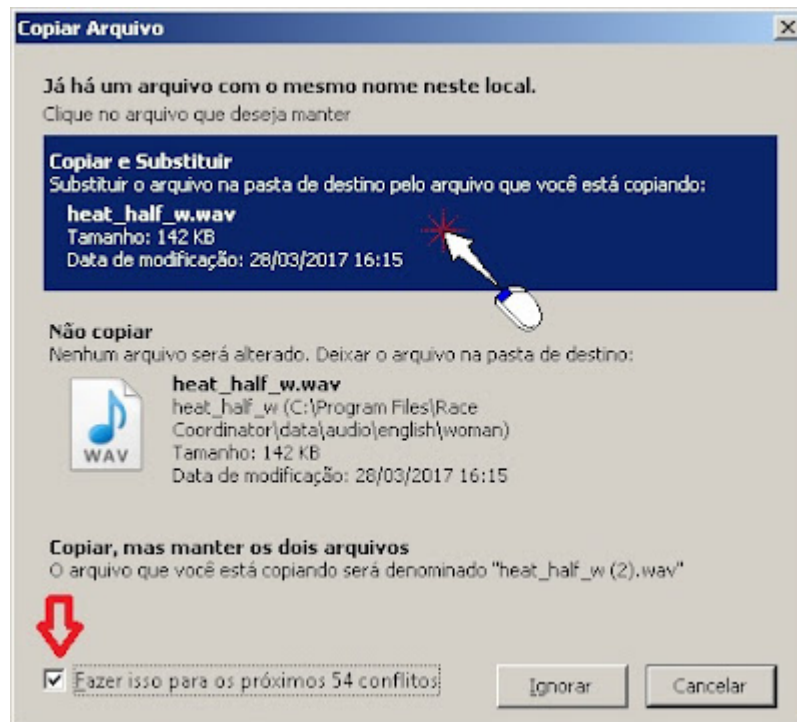 Copiar Arquivo
Já há um arquivo com o mesmo nome neste local.
Clique no arquivo que deseja manter
Copiar e Substituir
Substituir o arquivo na pasta de destino pelo arquivo que você está copiando:
heat_half_w.wav
Tamanho: 142 KB
Data de modificação: 28/03/2017 16:15
Não copiar
Nenhum arquivo será alterado. Deixar o arquivo na pasta de destino:
heat_half_w.wav
heat_half_w (C:\Program Files\Race
Coordinator\data\audio\english\woman)
Tamanho: 142 KB
Data de modificação: 28/03/2017 16:15
WAV
Copiar, mas manter os dois arquivos
O arquivo que você está copiando será denominado "heat_half_w (2).wav"
Fazer isso para os próximos 54 conflitos
Ignorar
Cancelar